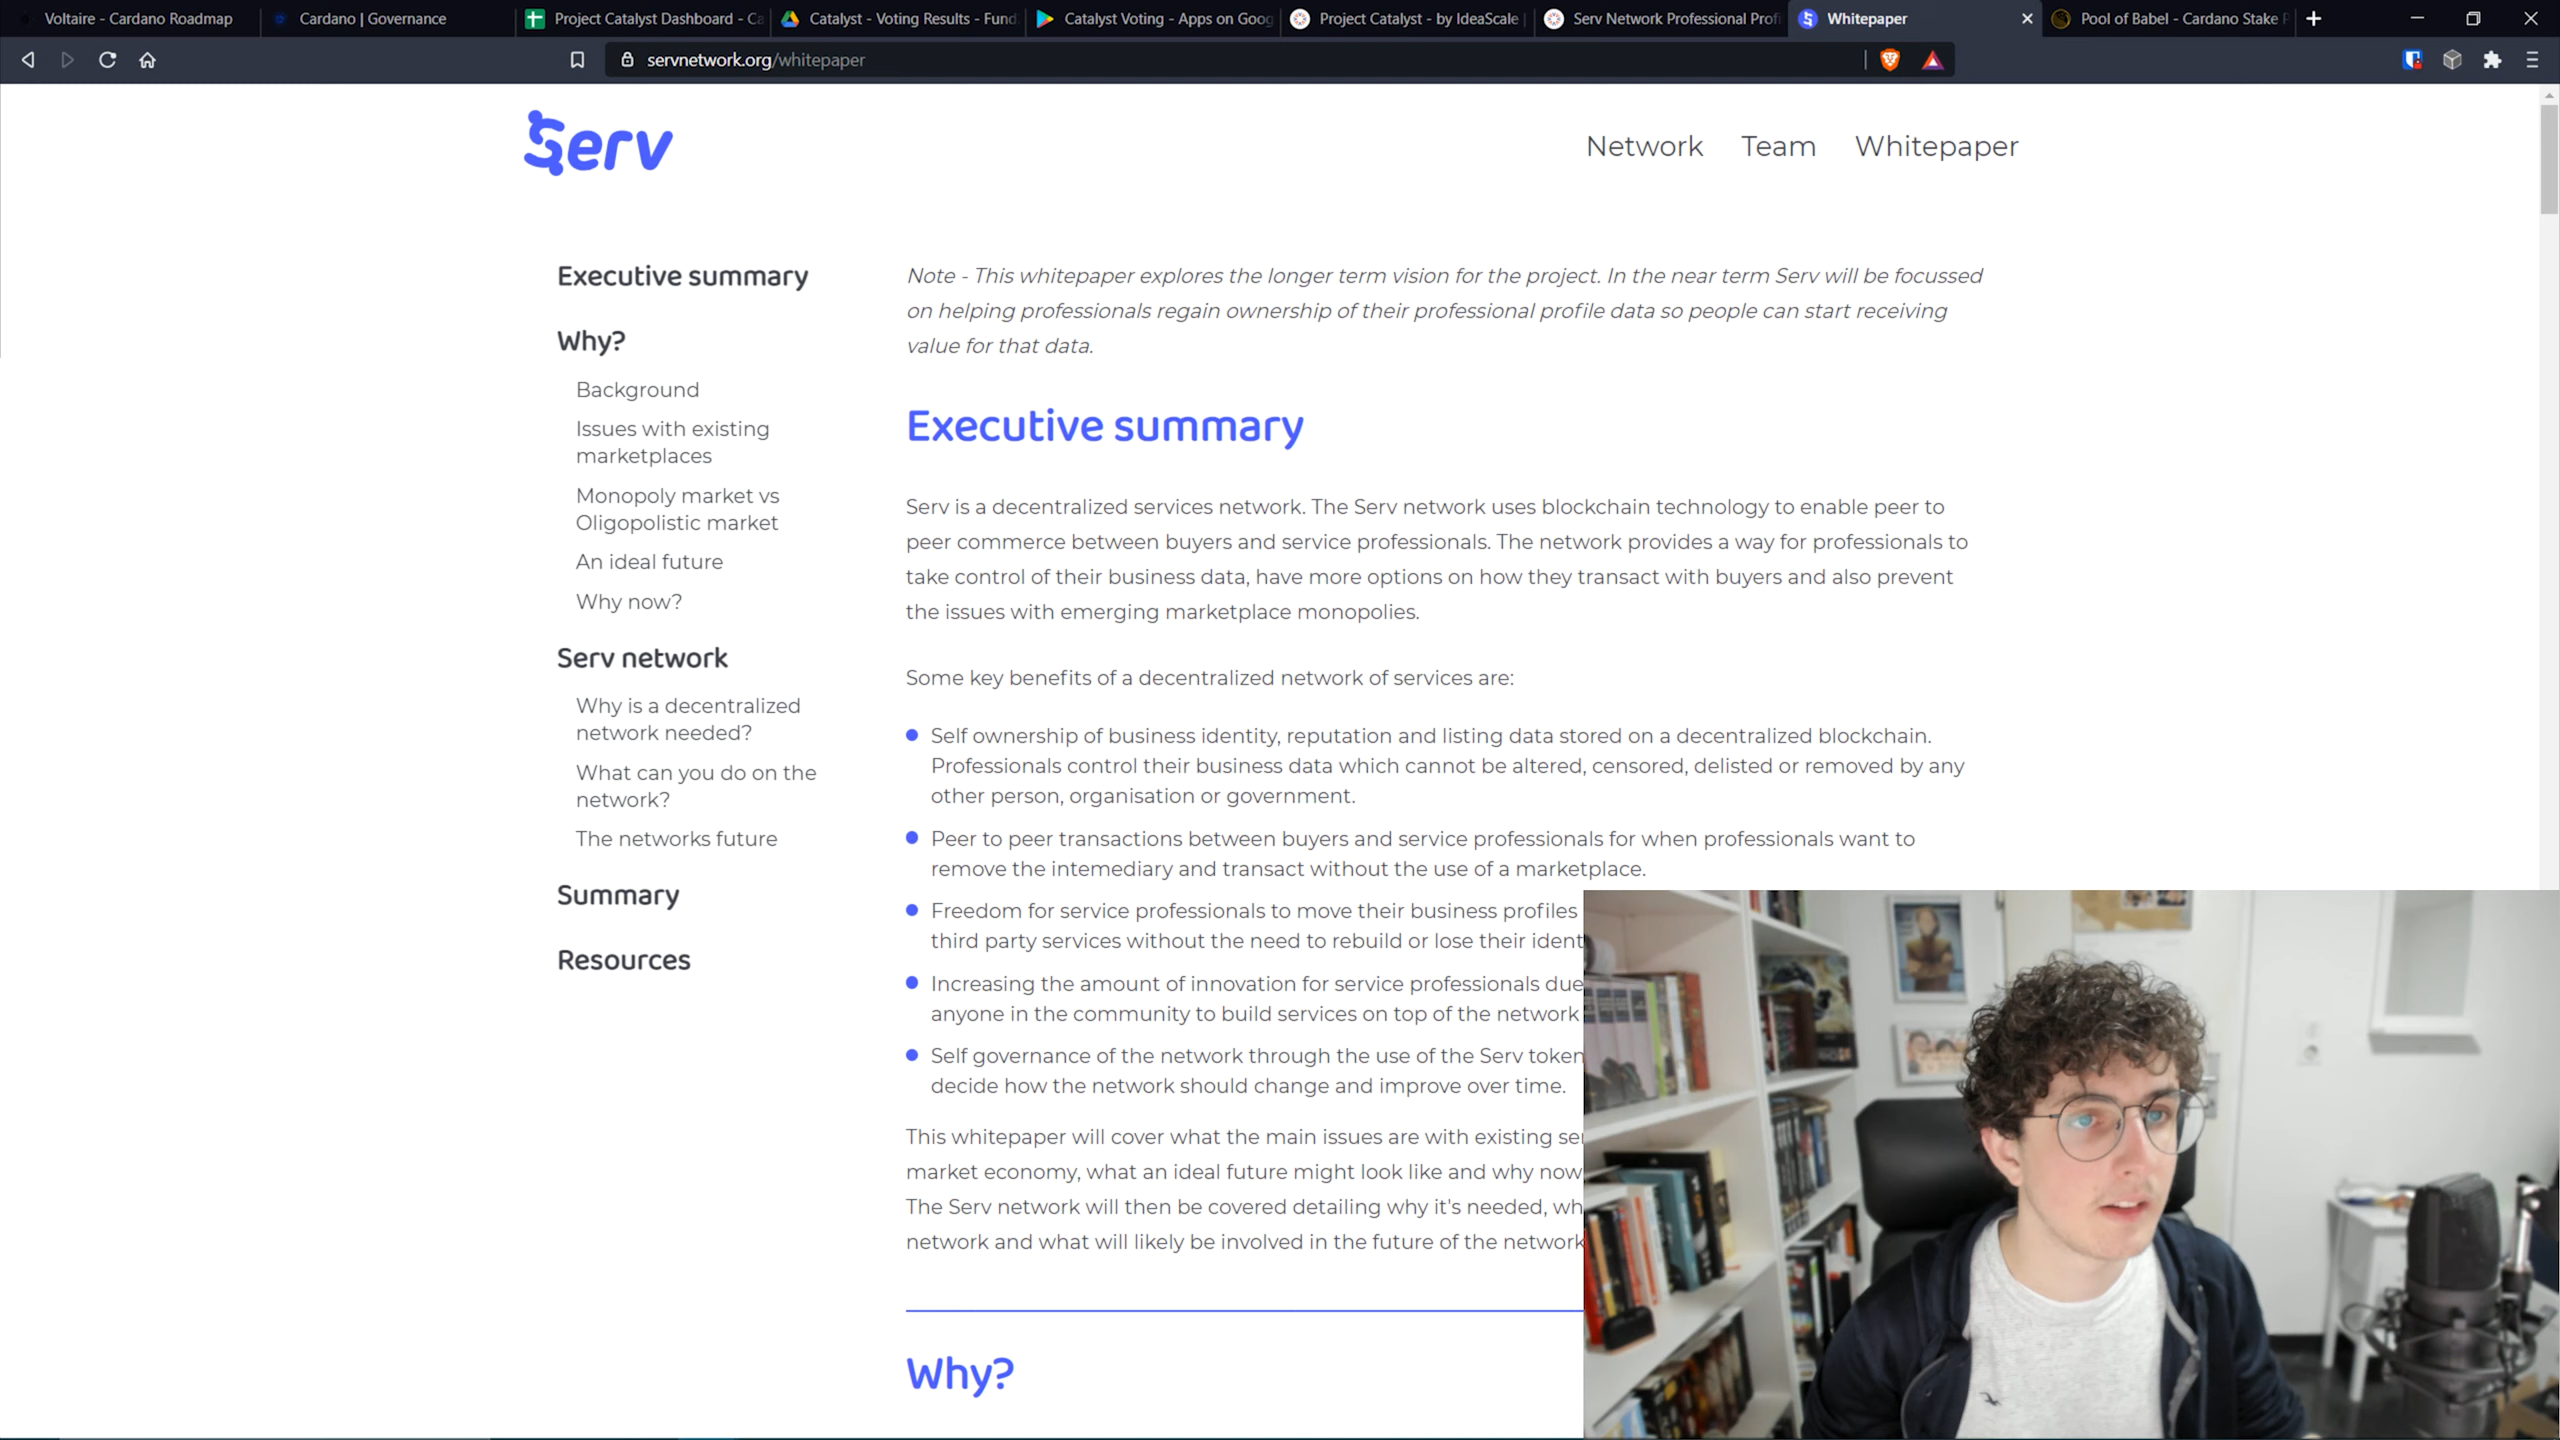 Voltaire - Cardano Roadmap
Cardano | Governance
Project Catalyst Dashboard - Ca
Catalyst - Voting Results - Fund
Catalyst Voting - Apps on Goog
Project Catalyst - by IdeaScale |
Serv Network Professional Profi
Whitepaper
Pool of Babel - Cardano Stake P
servnetwork.org/whitepaper
Serv
Network Team Whitepaper
Executive summary
Why?
Background
Issues with existing
marketplaces
Monopoly market vs
Oligopolistic market
An ideal future
Why now?
Serv network
Why is a decentralized
network needed?
What can you do on the
network?
The networks future
Summary
Resources
Note - This whitepaper explores the longer term vision for the project. In the near term Serv will be focussed
on helping professionals regain ownership of their professional profile data so people can start receiving
value for that data.
Executive summary
Serv is a decentralized services network. The Serv network uses blockchain technology to enable peer to
peer commerce between buyers and service professionals. The network provides a way for professionals to
take control of their business data, have more options on how they transact with buyers and also prevent
the issues with emerging marketplace monopolies.
Some key benefits of a decentralized network of services are:
Self ownership of business identity, reputation and listing data stored on a decentralized blockchain.
Professionals control their business data which cannot be altered, censored, delisted or removed by any
other person, organisation or government.
Peer to peer transactions between buyers and service professionals for when professionals want to
remove the intemediary and transact without the use of a marketplace.
Freedom for service professionals to move their business profiles
third party services without the need to rebuild or lose their ident
Increasing the amount of innovation for service professionals due
anyone in the community to build services on top of the network
Self governance of the network through the use of the Serv token
decide how the network should change and improve over time.
This whitepaper will cover what the main issues are with existing ser
market economy, what an ideal future might look like and why now
The Serv network will then be covered detailing why it's needed, wh
network and what will likely be involved in the future of the network
Why?